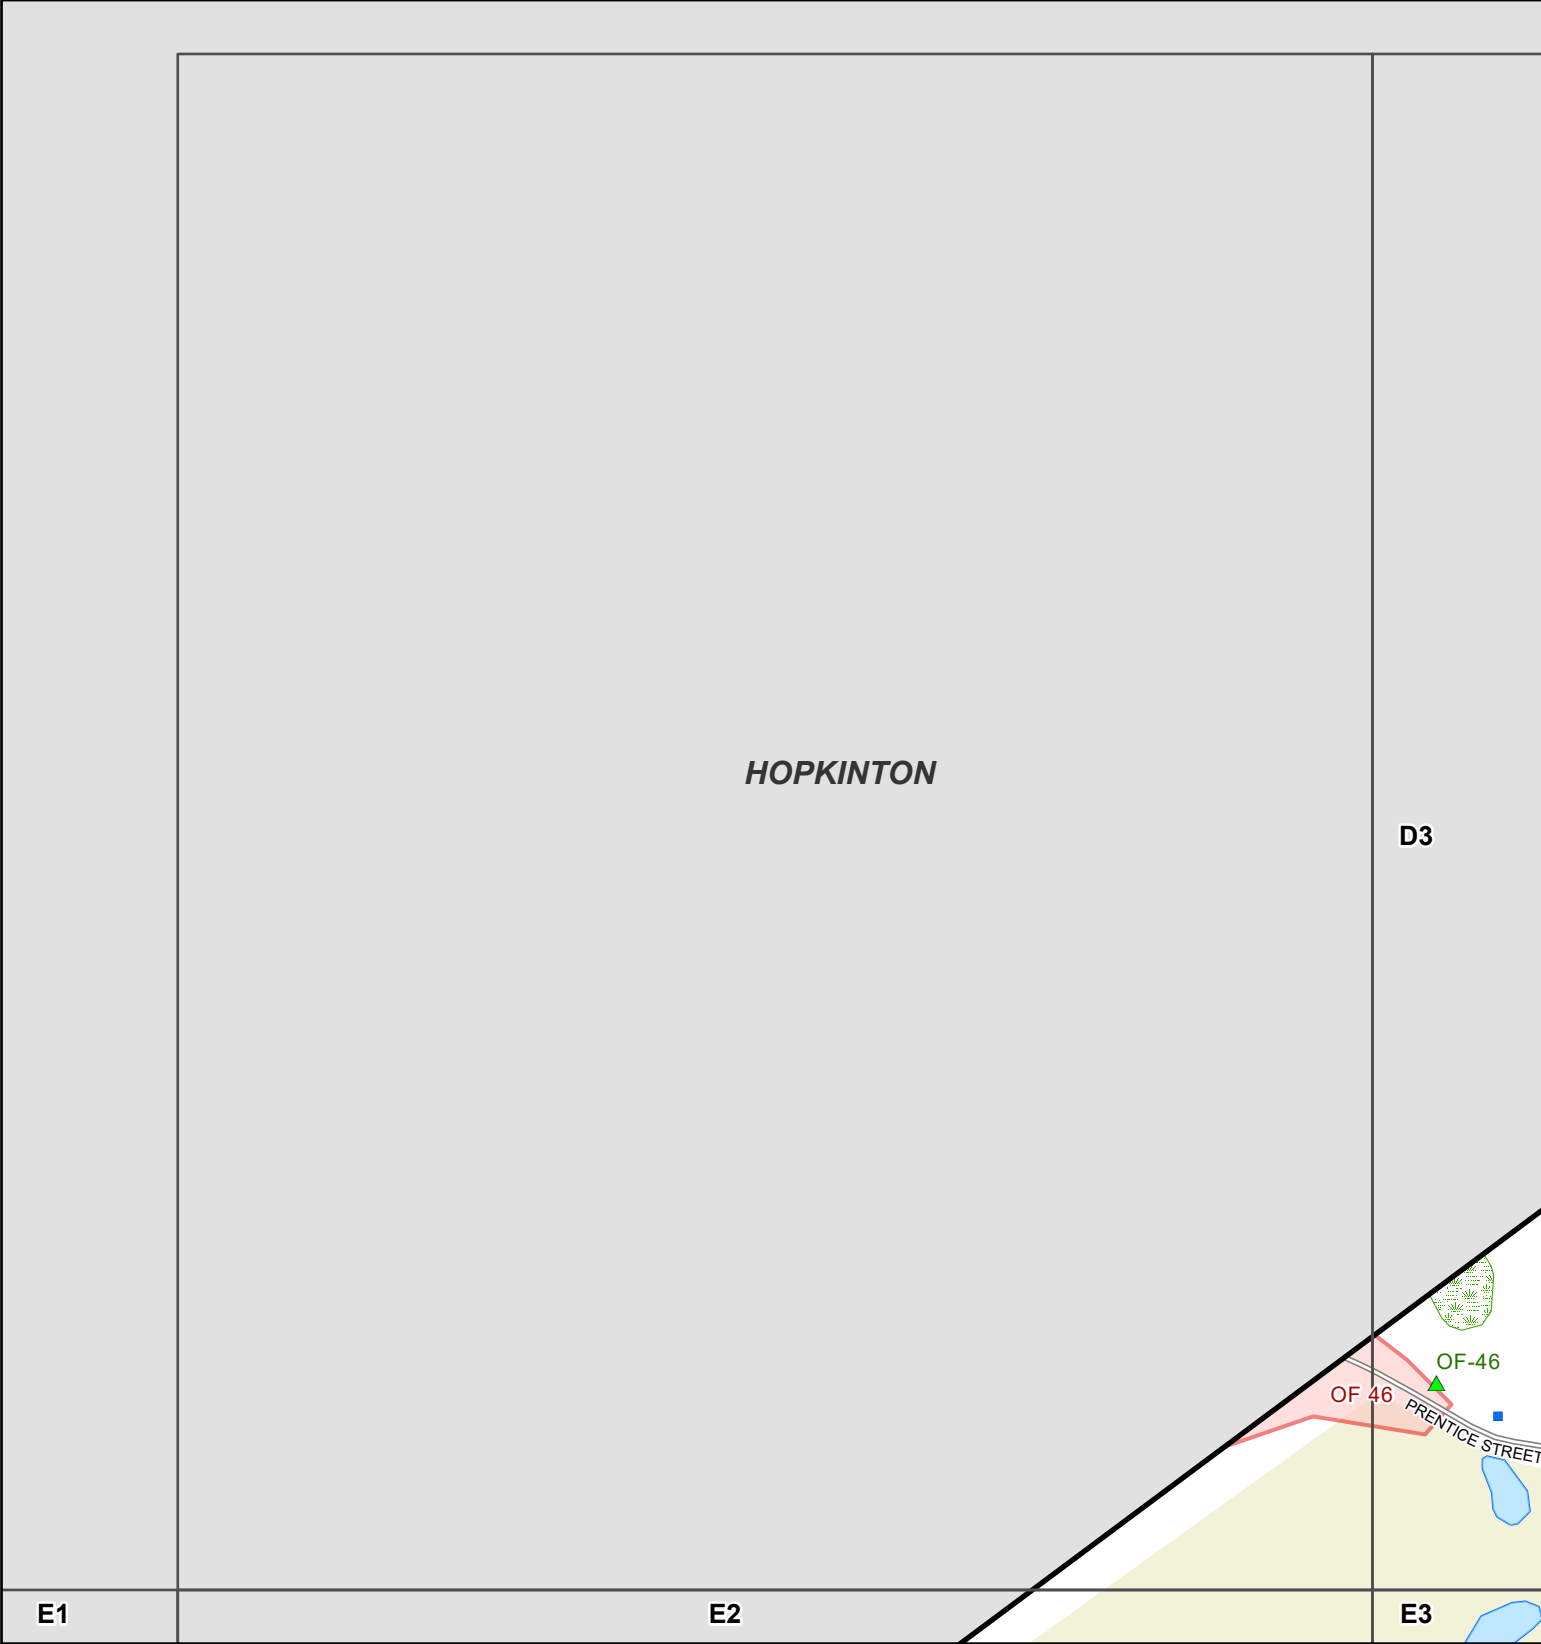 HOPKINTON
D3
OF-46
OF 46
PRENTICE STREET
E1
E2
E3